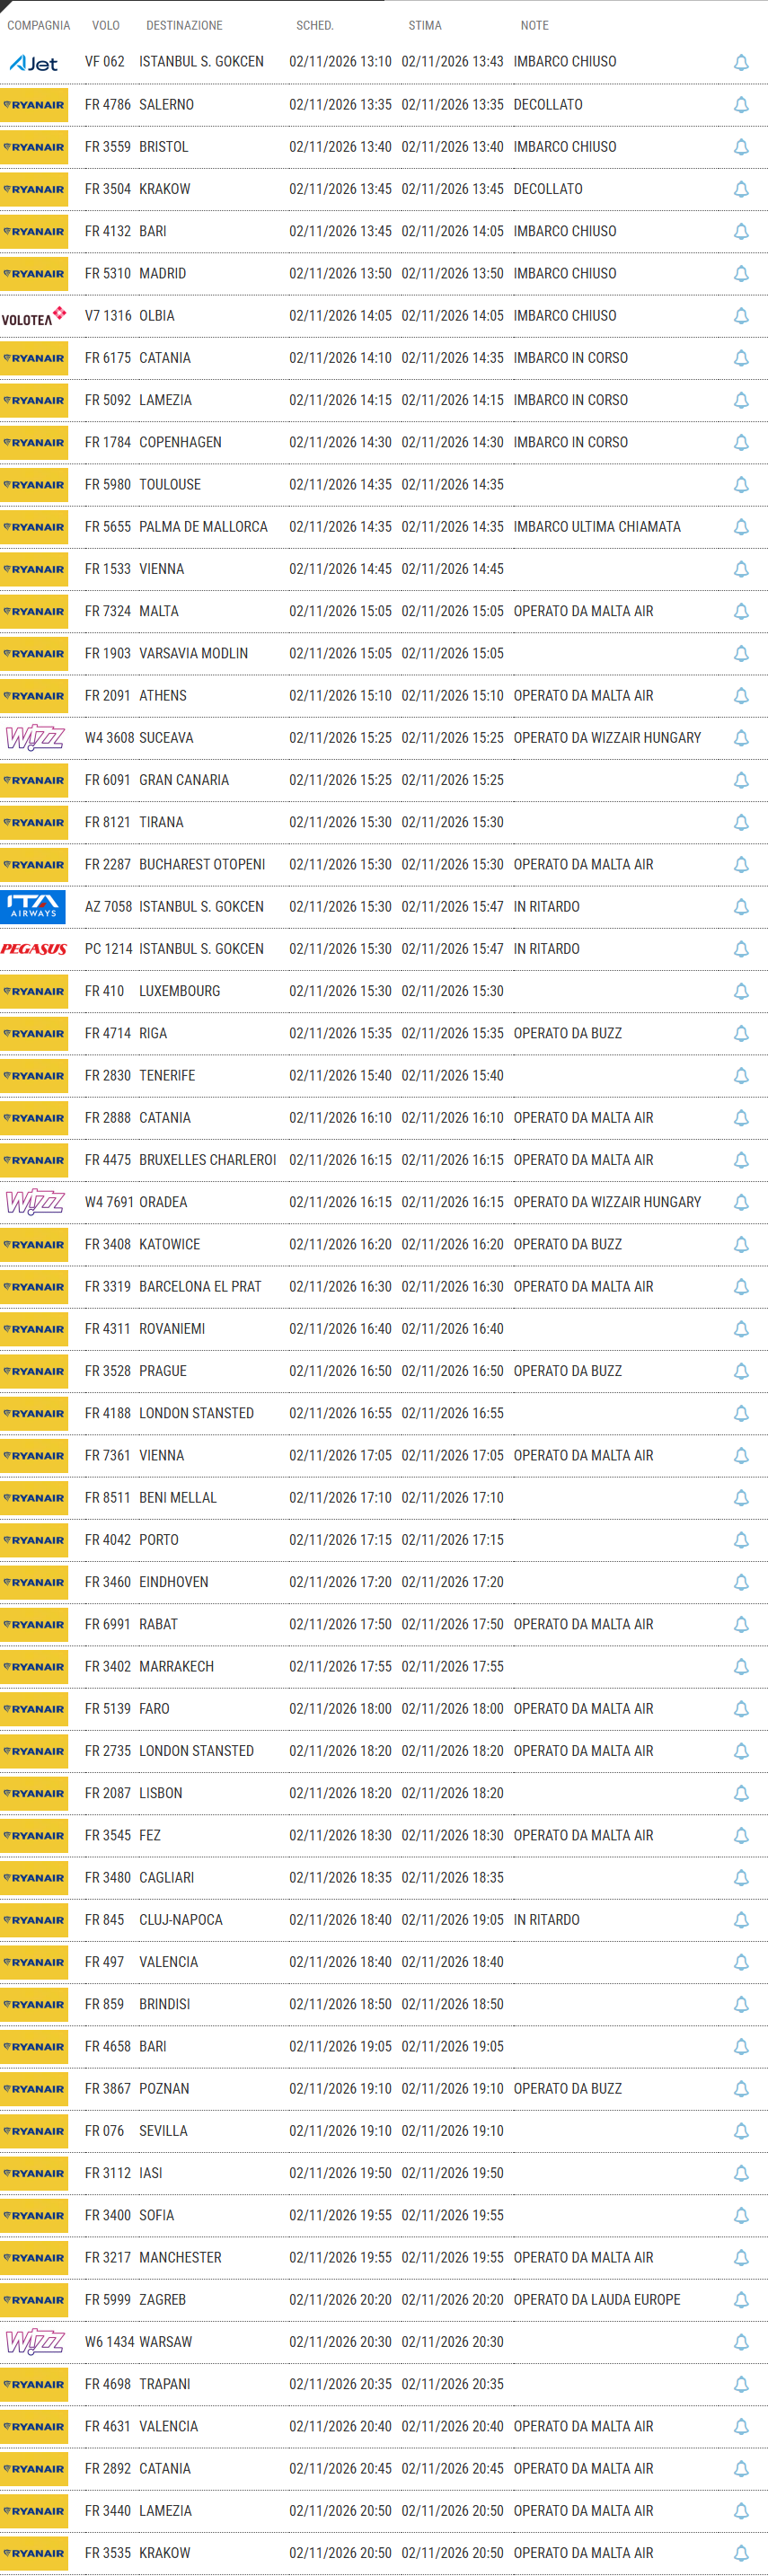 COMPAGNIA VOLO DESTINAZIONE SCHED. STIMA NOTE
AJet VF 062 ISTANBUL S. GOKCEN 02/11/2026 13:10 02/11/2026 13:43 IMBARCO CHIUSO
RYANAIR FR 4786 SALERNO 02/11/2026 13:35 02/11/2026 13:35 DECOLLATO
RYANAIR FR 3559 BRISTOL 02/11/2026 13:40 02/11/2026 13:40 IMBARCO CHIUSO
RYANAIR FR 3504 KRAKOW 02/11/2026 13:45 02/11/2026 13:45 DECOLLATO
RYANAIR FR 4132 BARI 02/11/2026 13:45 02/11/2026 14:05 IMBARCO CHIUSO
RYANAIR FR 5310 MADRID 02/11/2026 13:50 02/11/2026 13:50 IMBARCO CHIUSO
VOLOTEA V7 1316 OLBIA 02/11/2026 14:05 02/11/2026 14:05 IMBARCO CHIUSO
RYANAIR FR 6175 CATANIA 02/11/2026 14:10 02/11/2026 14:35 IMBARCO IN CORSO
RYANAIR FR 5092 LAMEZIA 02/11/2026 14:15 02/11/2026 14:15 IMBARCO IN CORSO
RYANAIR FR 1784 COPENHAGEN 02/11/2026 14:30 02/11/2026 14:30 IMBARCO IN CORSO
RYANAIR FR 5980 TOULOUSE 02/11/2026 14:35 02/11/2026 14:35
RYANAIR FR 5655 PALMA DE MALLORCA 02/11/2026 14:35 02/11/2026 14:35 IMBARCO ULTIMA CHIAMATA
RYANAIR FR 1533 VIENNA 02/11/2026 14:45 02/11/2026 14:45
RYANAIR FR 7324 MALTA 02/11/2026 15:05 02/11/2026 15:05 OPERATO DA MALTA AIR
RYANAIR FR 1903 VARSAVIA MODLIN 02/11/2026 15:05 02/11/2026 15:05
RYANAIR FR 2091 ATHENS 02/11/2026 15:10 02/11/2026 15:10 OPERATO DA MALTA AIR
WIZZ W4 3608 SUCEAVA 02/11/2026 15:25 02/11/2026 15:25 OPERATO DA WIZZAIR HUNGARY
RYANAIR FR 6091 GRAN CANARIA 02/11/2026 15:25 02/11/2026 15:25
RYANAIR FR 8121 TIRANA 02/11/2026 15:30 02/11/2026 15:30
RYANAIR FR 2287 BUCHAREST OTOPENI 02/11/2026 15:30 02/11/2026 15:30 OPERATO DA MALTA AIR
ITA AIRWAYS AZ 7058 ISTANBUL S. GOKCEN 02/11/2026 15:30 02/11/2026 15:47 IN RITARDO
PEGASUS PC 1214 ISTANBUL S. GOKCEN 02/11/2026 15:30 02/11/2026 15:47 IN RITARDO
RYANAIR FR 410 LUXEMBOURG 02/11/2026 15:30 02/11/2026 15:30
RYANAIR FR 4714 RIGA 02/11/2026 15:35 02/11/2026 15:35 OPERATO DA BUZZ
RYANAIR FR 2830 TENERIFE 02/11/2026 15:40 02/11/2026 15:40
RYANAIR FR 2888 CATANIA 02/11/2026 16:10 02/11/2026 16:10 OPERATO DA MALTA AIR
RYANAIR FR 4475 BRUXELLES CHARLEROI 02/11/2026 16:15 02/11/2026 16:15 OPERATO DA MALTA AIR
WIZZ W4 7691 ORADEA 02/11/2026 16:15 02/11/2026 16:15 OPERATO DA WIZZAIR HUNGARY
RYANAIR FR 3408 KATOWICE 02/11/2026 16:20 02/11/2026 16:20 OPERATO DA BUZZ
RYANAIR FR 3319 BARCELONA EL PRAT 02/11/2026 16:30 02/11/2026 16:30 OPERATO DA MALTA AIR
RYANAIR FR 4311 ROVANIEMI 02/11/2026 16:40 02/11/2026 16:40
RYANAIR FR 3528 PRAGUE 02/11/2026 16:50 02/11/2026 16:50 OPERATO DA BUZZ
RYANAIR FR 4188 LONDON STANSTED 02/11/2026 16:55 02/11/2026 16:55
RYANAIR FR 7361 VIENNA 02/11/2026 17:05 02/11/2026 17:05 OPERATO DA MALTA AIR
RYANAIR FR 8511 BENI MELLAL 02/11/2026 17:10 02/11/2026 17:10
RYANAIR FR 4042 PORTO 02/11/2026 17:15 02/11/2026 17:15
RYANAIR FR 3460 EINDHOVEN 02/11/2026 17:20 02/11/2026 17:20
RYANAIR FR 6991 RABAT 02/11/2026 17:50 02/11/2026 17:50 OPERATO DA MALTA AIR
RYANAIR FR 3402 MARRAKECH 02/11/2026 17:55 02/11/2026 17:55
RYANAIR FR 5139 FARO 02/11/2026 18:00 02/11/2026 18:00 OPERATO DA MALTA AIR
RYANAIR FR 2735 LONDON STANSTED 02/11/2026 18:20 02/11/2026 18:20 OPERATO DA MALTA AIR
RYANAIR FR 2087 LISBON 02/11/2026 18:20 02/11/2026 18:20
RYANAIR FR 3545 FEZ 02/11/2026 18:30 02/11/2026 18:30 OPERATO DA MALTA AIR
RYANAIR FR 3480 CAGLIARI 02/11/2026 18:35 02/11/2026 18:35
RYANAIR FR 845 CLUJ-NAPOCA 02/11/2026 18:40 02/11/2026 19:05 IN RITARDO
RYANAIR FR 497 VALENCIA 02/11/2026 18:40 02/11/2026 18:40
RYANAIR FR 859 BRINDISI 02/11/2026 18:50 02/11/2026 18:50
RYANAIR FR 4658 BARI 02/11/2026 19:05 02/11/2026 19:05
RYANAIR FR 3867 POZNAN 02/11/2026 19:10 02/11/2026 19:10 OPERATO DA BUZZ
RYANAIR FR 076 SEVILLA 02/11/2026 19:10 02/11/2026 19:10
RYANAIR FR 3112 IASI 02/11/2026 19:50 02/11/2026 19:50
RYANAIR FR 3400 SOFIA 02/11/2026 19:55 02/11/2026 19:55
RYANAIR FR 3217 MANCHESTER 02/11/2026 19:55 02/11/2026 19:55 OPERATO DA MALTA AIR
RYANAIR FR 5999 ZAGREB 02/11/2026 20:20 02/11/2026 20:20 OPERATO DA LAUDA EUROPE
WIZZ W6 1434 WARSAW 02/11/2026 20:30 02/11/2026 20:30
RYANAIR FR 4698 TRAPANI 02/11/2026 20:35 02/11/2026 20:35
RYANAIR FR 4631 VALENCIA 02/11/2026 20:40 02/11/2026 20:40 OPERATO DA MALTA AIR
RYANAIR FR 2892 CATANIA 02/11/2026 20:45 02/11/2026 20:45 OPERATO DA MALTA AIR
RYANAIR FR 3440 LAMEZIA 02/11/2026 20:50 02/11/2026 20:50 OPERATO DA MALTA AIR
RYANAIR FR 3535 KRAKOW 02/11/2026 20:50 02/11/2026 20:50 OPERATO DA MALTA AIR